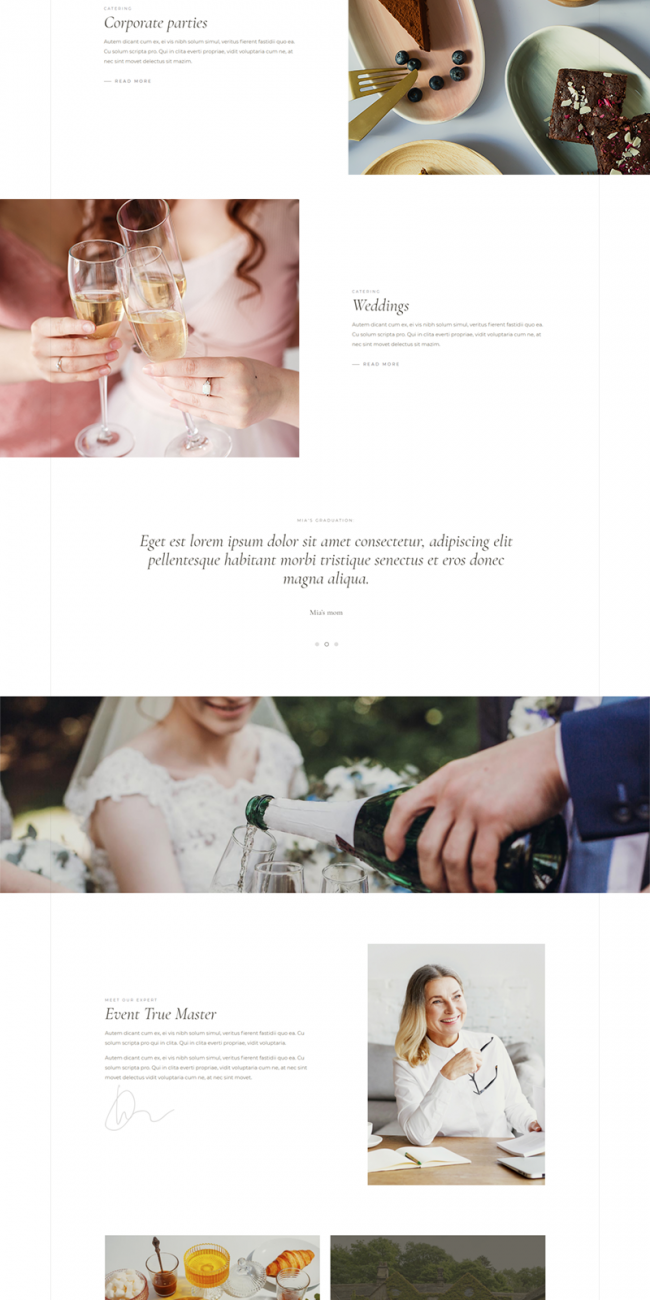 CATERING
Corporate parties
Autem dicant cum ex, ei vis nibh solum simul, veritus fierent fastidii quo ea.
Cu solum scripta pro. Qui in clita everti propriae, vidit voluptaria cum ne, at
nec sint movet delectus sit mazim.
READ MORE
CATERING
Weddings
Autem dicant cum ex, ei vis nibh solum simul, veritus fierent fastidii quo ea.
Cu solum scripta pro. Qui in clita everti propriae, vidit voluptaria cum ne, at
nec sint movet delectus sit mazim.
READ MORE
MIA'S GRADUATION
Eget est lorem ipsum dolor sit amet consectetur, adipiscing elit
pellentesque habitant morbi tristique senectus et eros donec
magna aliqua.
Mia's mom
MEET OUR EXPERT
Event True Master
Autem dicant cum ex, ei vis nibh solum simul, veritus fierent fastidii quo ea. Cu
solum scripta pro qui in clita. Qui in clita everti propriae, vidit voluptaria.
Autem dicant cum ex, ei vis nibh solum simul, veritus fierent fastidii quo ea. Cu
solum scripta pro. Qui in clita everti propriae, vidit voluptaria cum ne, at nec sint
movet delectus vidit voluptaria cum ne, at nec sint movet.